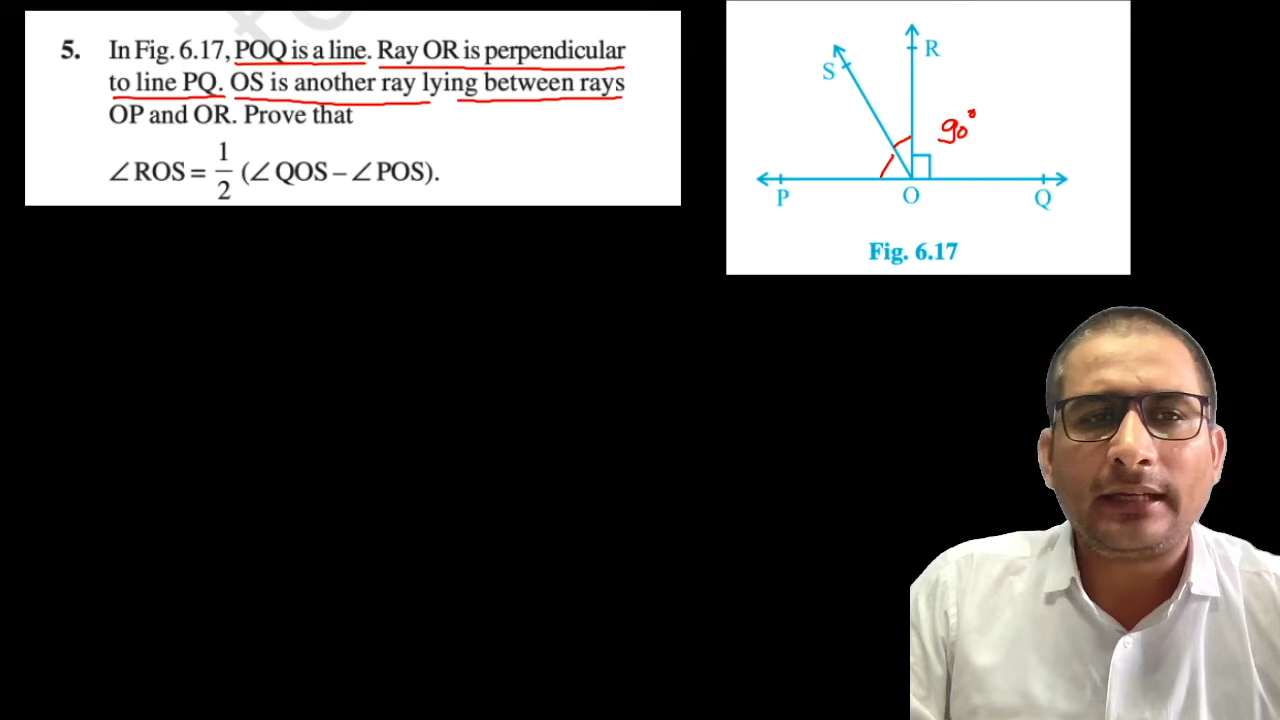 5. In Fig. 6.17, POQ is a line. Ray OR is perpendicular
to line PQ. OS is another ray lying between rays
OP and OR. Prove that
∠ROS = 1/2 (∠QOS – ∠POS).
R
S
90°
P
O
Q
Fig. 6.17